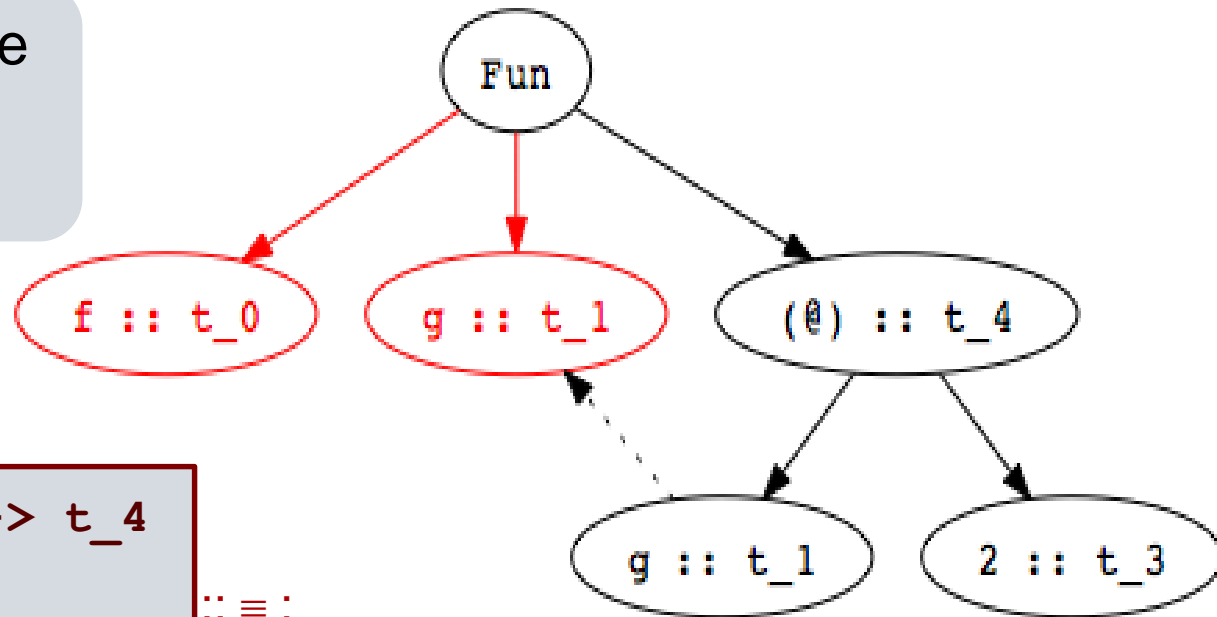 e
Fun
f :: t_0
g :: t_1
(@) :: t_4
> t_4
g :: t_1
2 :: t_3
:: ≡ :